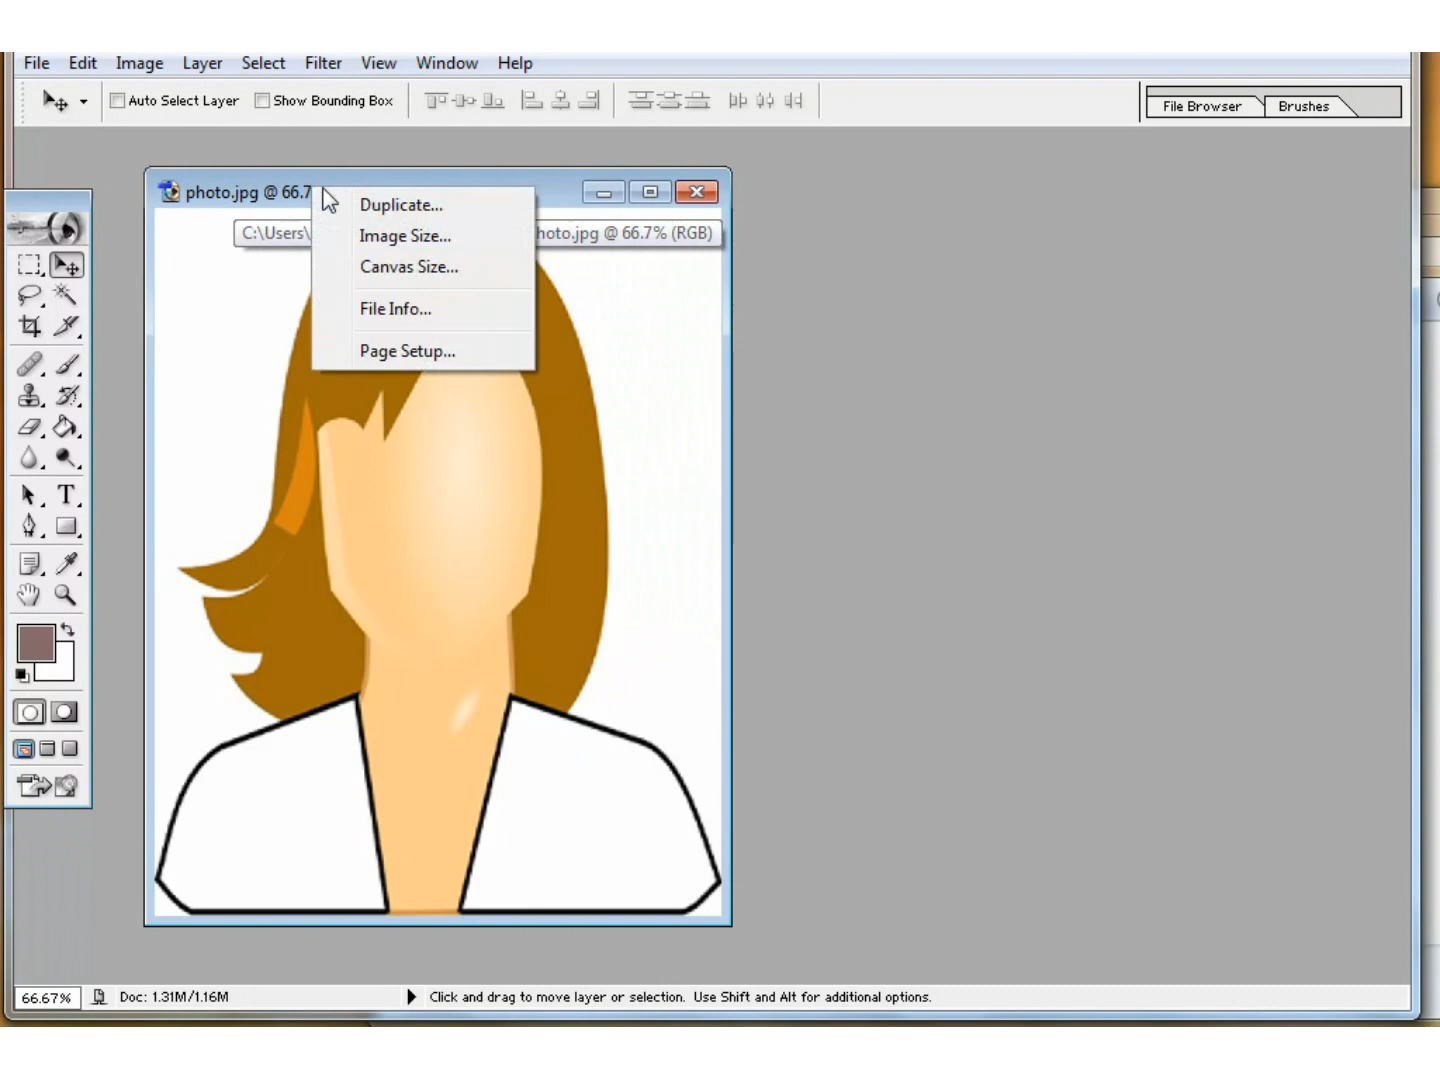 File Edit Image Layer Select Filter View Window Help
Auto Select Layer Show Bounding Box File Browser Brushes
photo.jpg @ 66.7
C:\Users\ hoto.jpg @ 66.7% (RGB)
Duplicate...
Image Size...
Canvas Size...
File Info...
Page Setup...
T
66.67% Doc: 1.31M/1.16M Click and drag to move layer or selection. Use Shift and Alt for additional options.